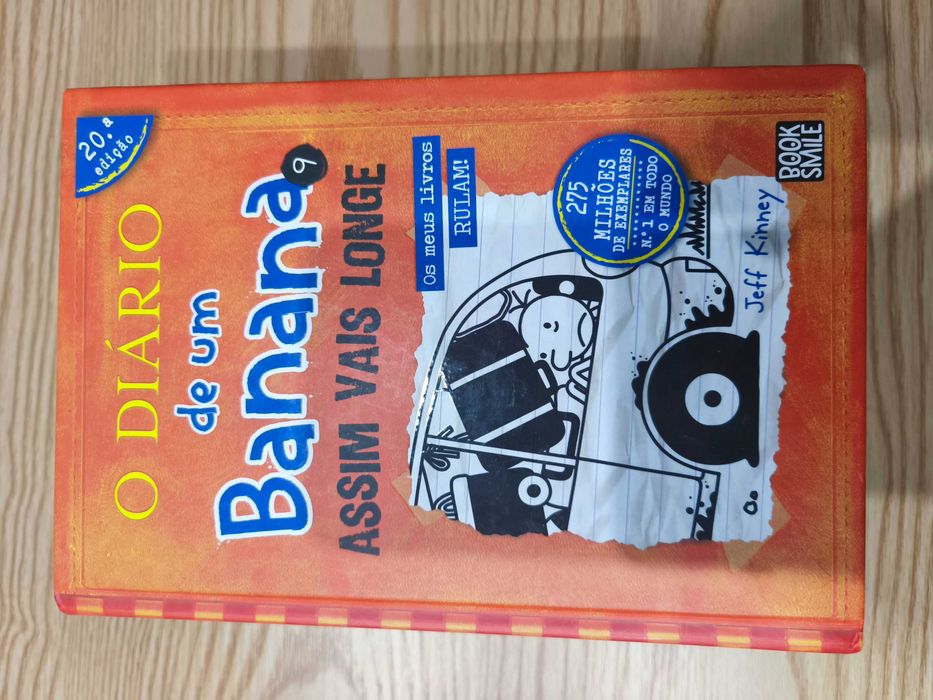 20.ª
edição
O DIÁRIO
de um
Banana
9
ASSIM VAIS LONGE
Os meus livros
RULAM!
275
MILHÕES
DE EXEMPLARES
N.º 1 EM TODO
O MUNDO
Jeff Kinney
BOOK
SMILE